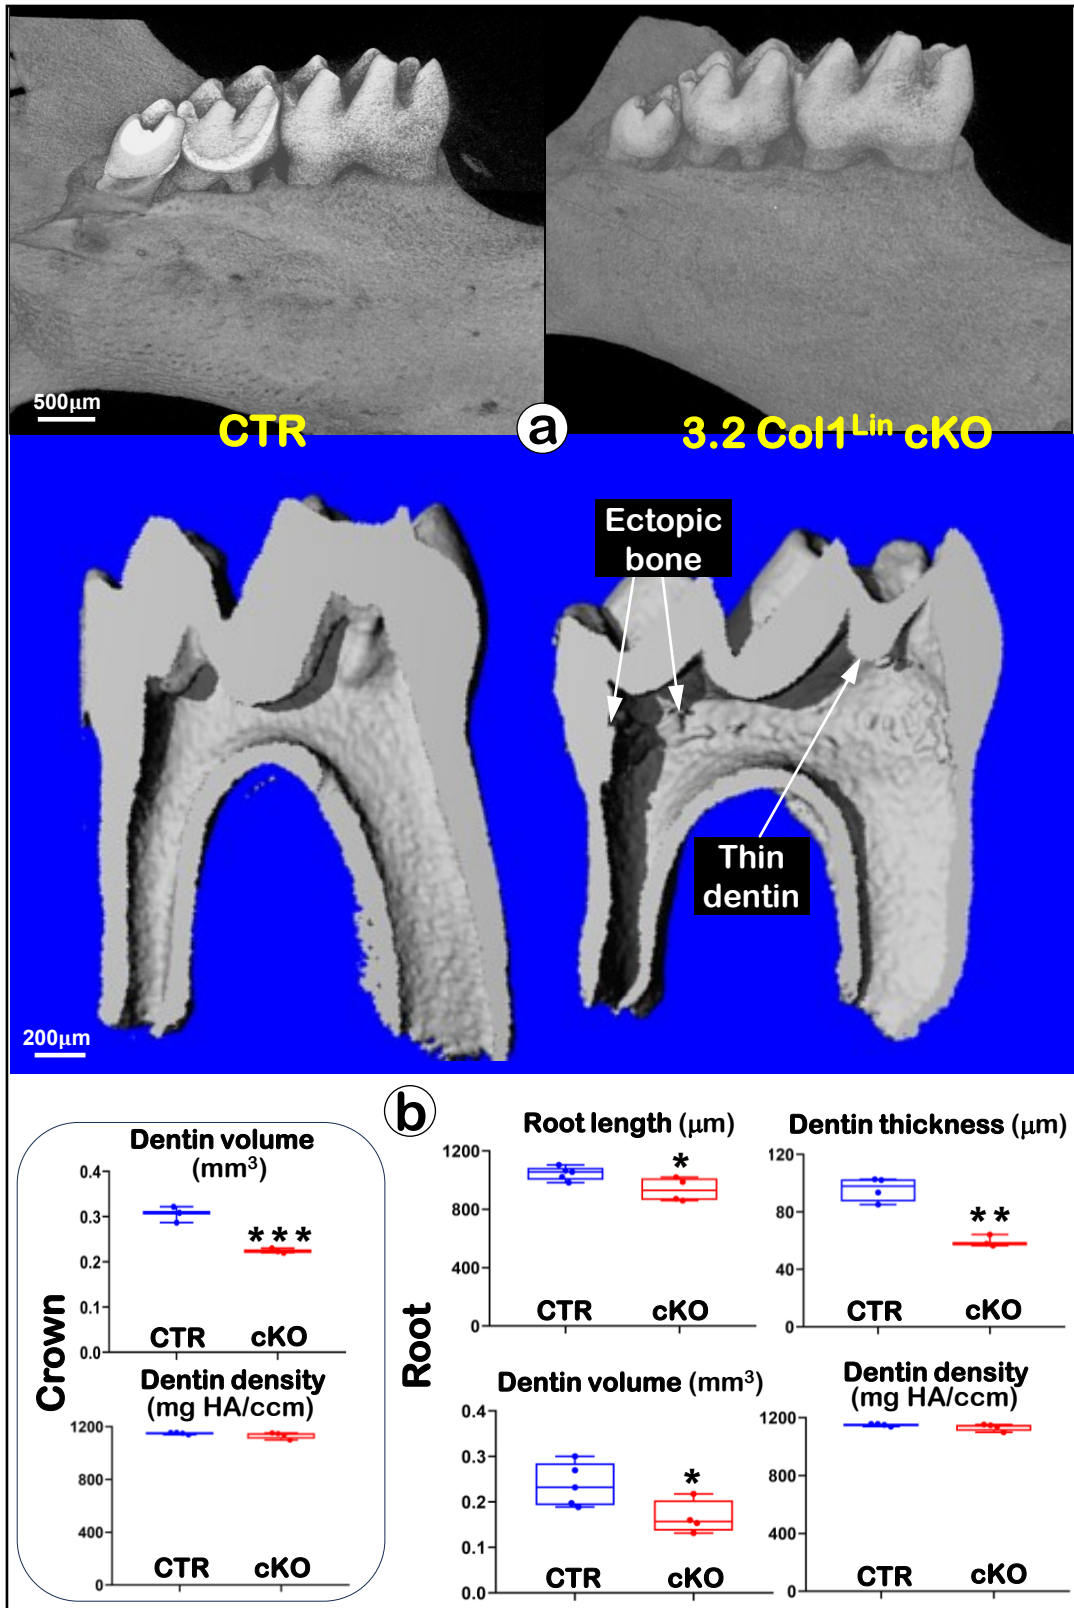 500μm
CTR
a
3.2 Col1Lin cKO
Ectopic
bone
Thin
dentin
200μm
b
Crown
Dentin volume
(mm3)
0.4
0.3
0.2
0.1
0.0
***
CTR
cKO
Dentin density
(mg HA/ccm)
1200
800
400
0
CTR
cKO
Root
Root length (μm)
1200
800
400
0
*
CTR
cKO
Dentin thickness (μm)
120
80
40
0
**
CTR
cKO
Dentin volume (mm3)
0.4
0.3
0.2
0.1
0.0
*
CTR
cKO
Dentin density
(mg HA/ccm)
1200
800
400
0
CTR
cKO